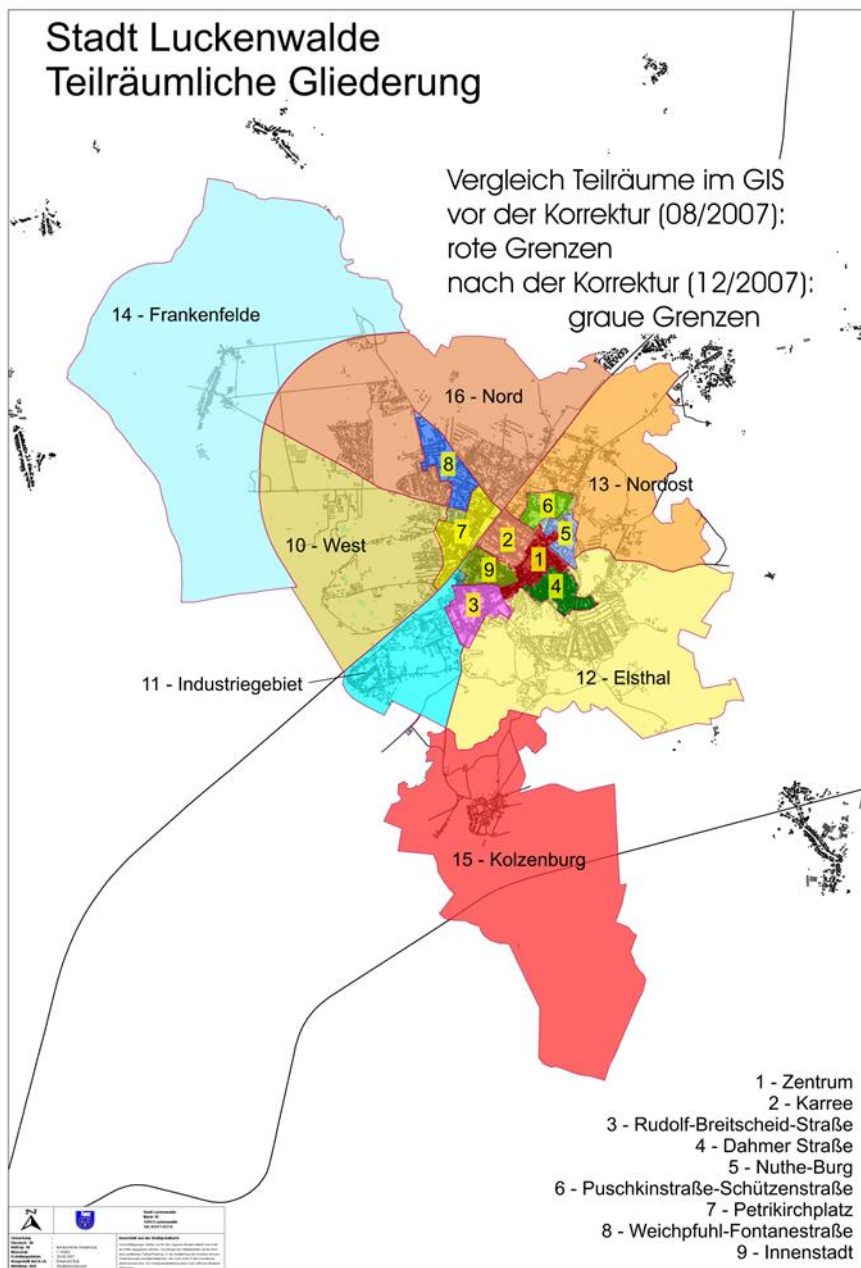 Stadt Luckenwalde
Teilräumliche Gliederung
Vergleich Teilräume im GIS
vor der Korrektur (08/2007):
rote Grenzen
nach der Korrektur (12/2007):
graue Grenzen
14 - Frankenfelde
16 - Nord
8
13 - Nordost
6
7
5
10 - West
2
1
9
4
3
12 - Elsthal
11 - Industriegebiet
15 - Kolzenburg
1 - Zentrum
2 - Karree
3 - Rudolf-Breitscheid-Straße
4 - Dahmer Straße
5 - Nuthe-Burg
6 - Puschkinstraße-Schützenstraße
7 - Petrikirchplatz
8 - Weichpfuhl-Fontanestraße
9 - Innenstadt
N
Stadt Luckenwalde